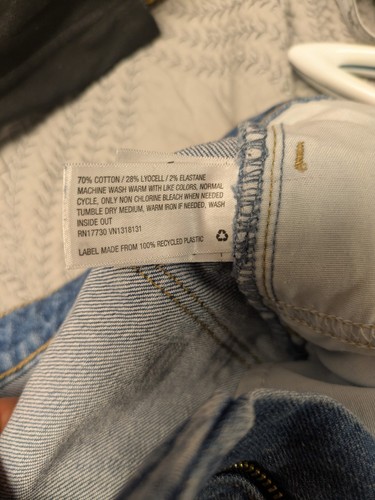 70% COTTON / 28% LYOCELL / 2% ELASTANE
MACHINE WASH WARM WITH LIKE COLORS, NORMAL
CYCLE, ONLY NON CHLORINE BLEACH WHEN NEEDED
TUMBLE DRY MEDIUM, WARM IRON IF NEEDED, WASH
INSIDE OUT
RN17730 VN1318131
LABEL MADE FROM 100% RECYCLED PLASTIC